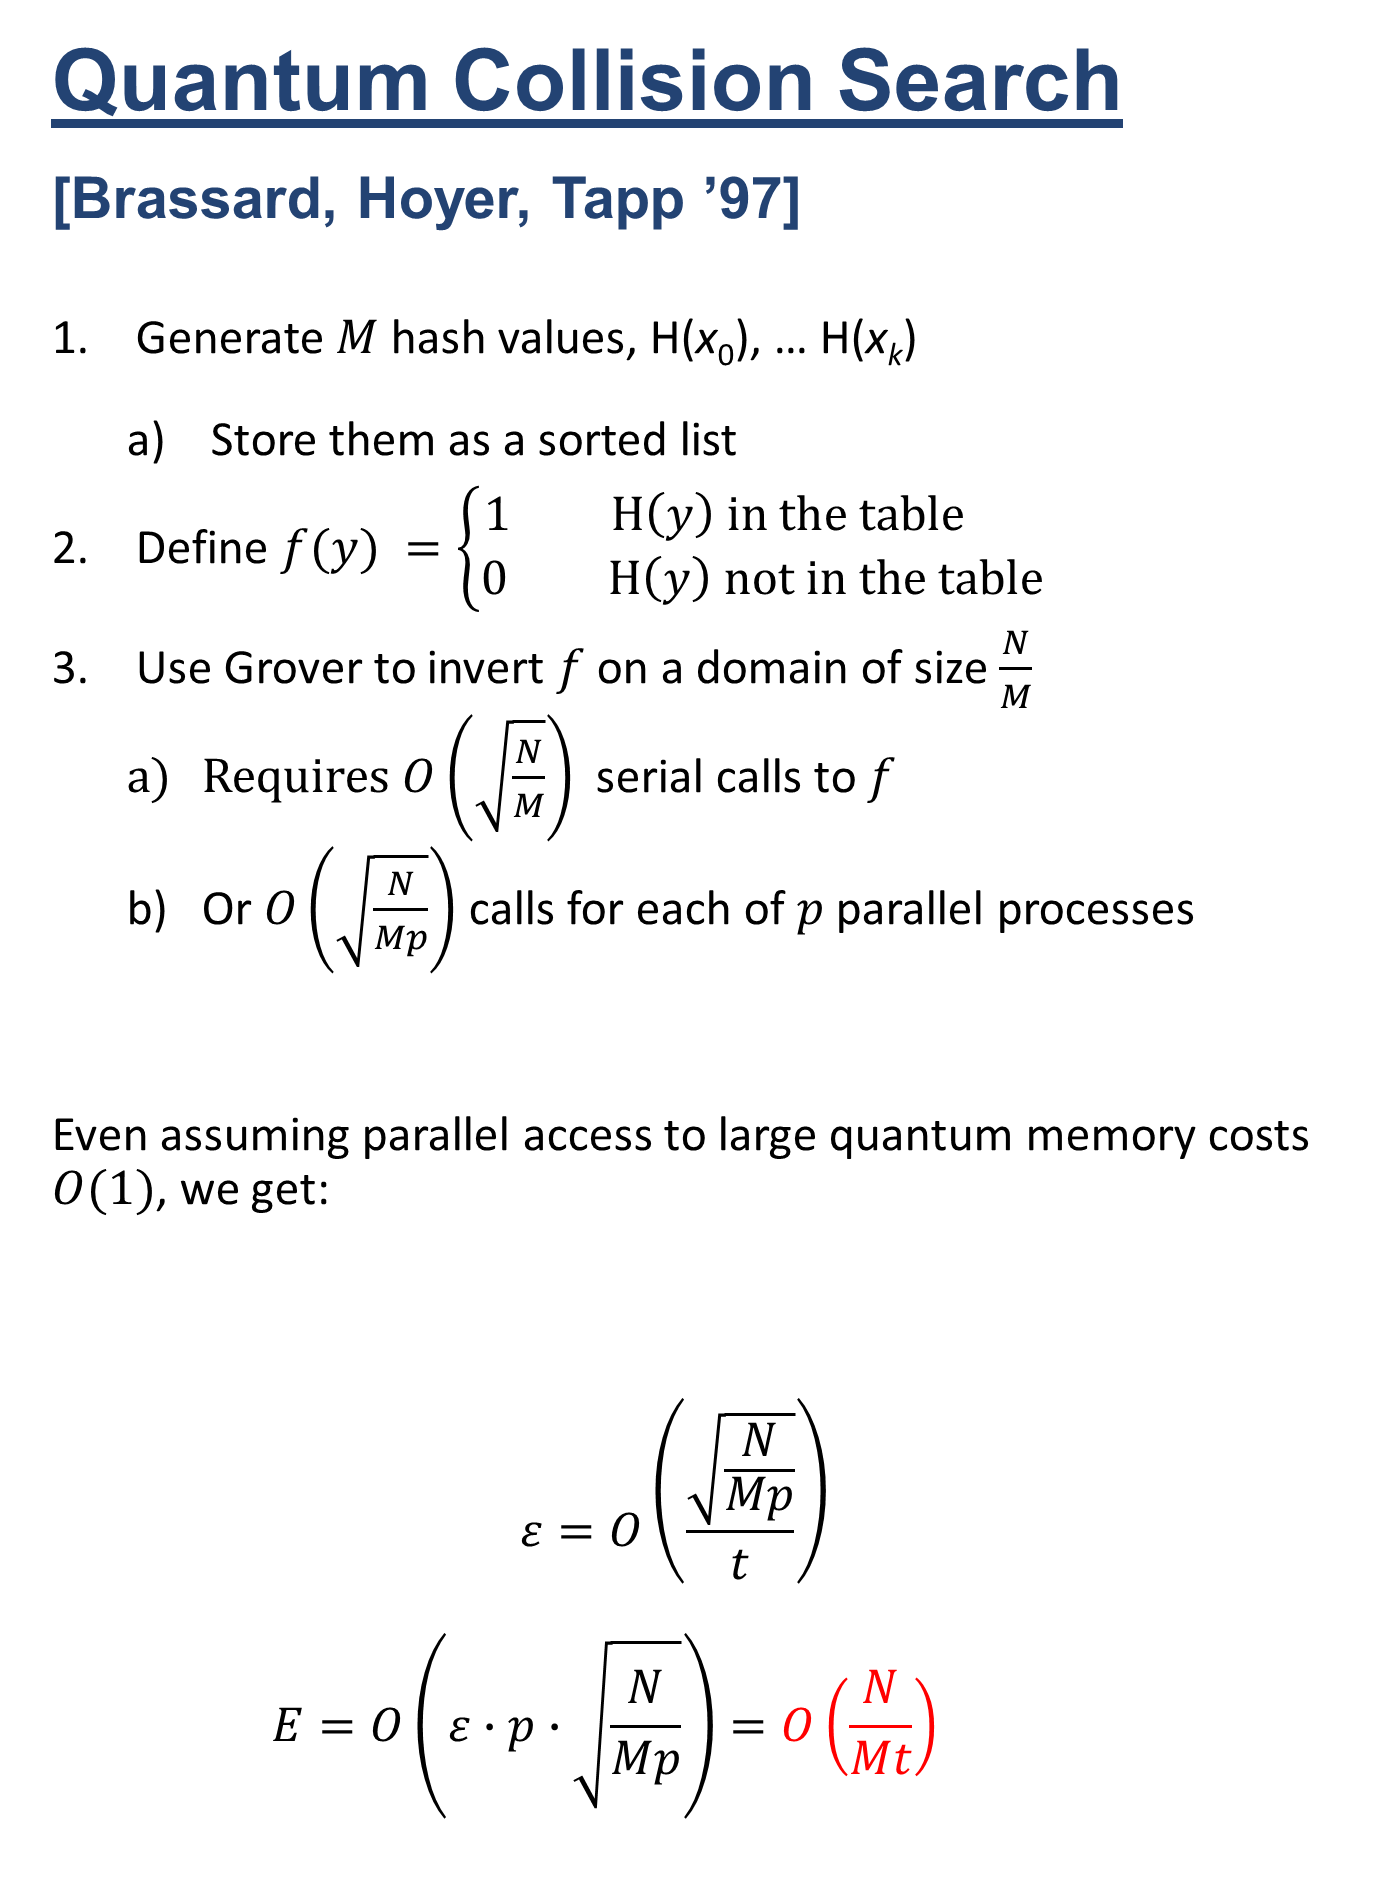 Quantum Collision Search
[Brassard, Hoyer, Tapp ’97]
1. Generate M hash values, H(x₀), … H(xₖ)
a) Store them as a sorted list
2. Define f(y) = { 1 H(y) in the table
0 H(y) not in the table
3. Use Grover to invert f on a domain of size N/M
a) Requires O(√(N/M)) serial calls to f
b) Or O(√(N/Mp)) calls for each of p parallel processes
Even assuming parallel access to large quantum memory costs
O(1), we get:
ε = O(√(N/Mp)/t)
E = O(ε · p · √(N/Mp)) = O(N/Mt)